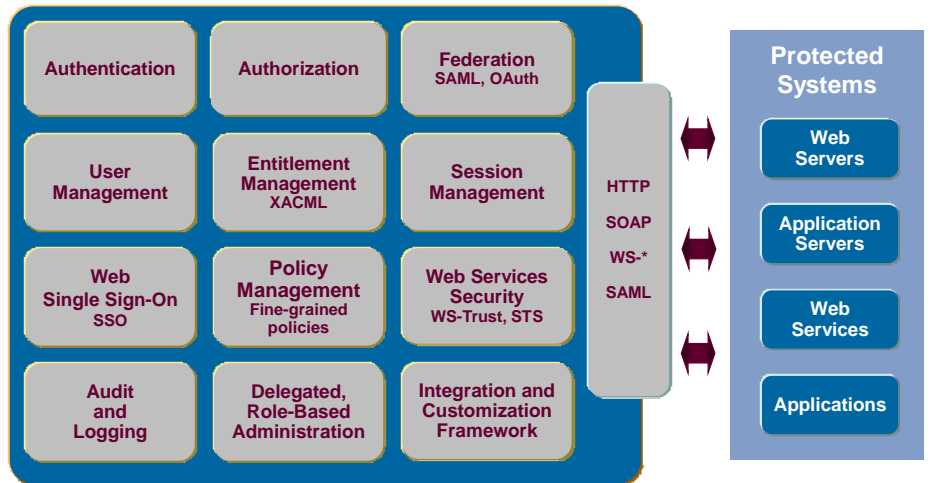 Authentication
Authorization
Federation
SAML, OAuth
User
Management
Entitlement
Management
XACML
Session
Management
Web
Single Sign-On
SSO
Policy
Management
Fine-grained
policies
Web Services
Security
WS-Trust, STS
Audit
and
Logging
Delegated,
Role-Based
Administration
Integration and
Customization
Framework
HTTP
SOAP
WS-*
SAML
Protected
Systems
Web
Servers
Application
Servers
Web
Services
Applications